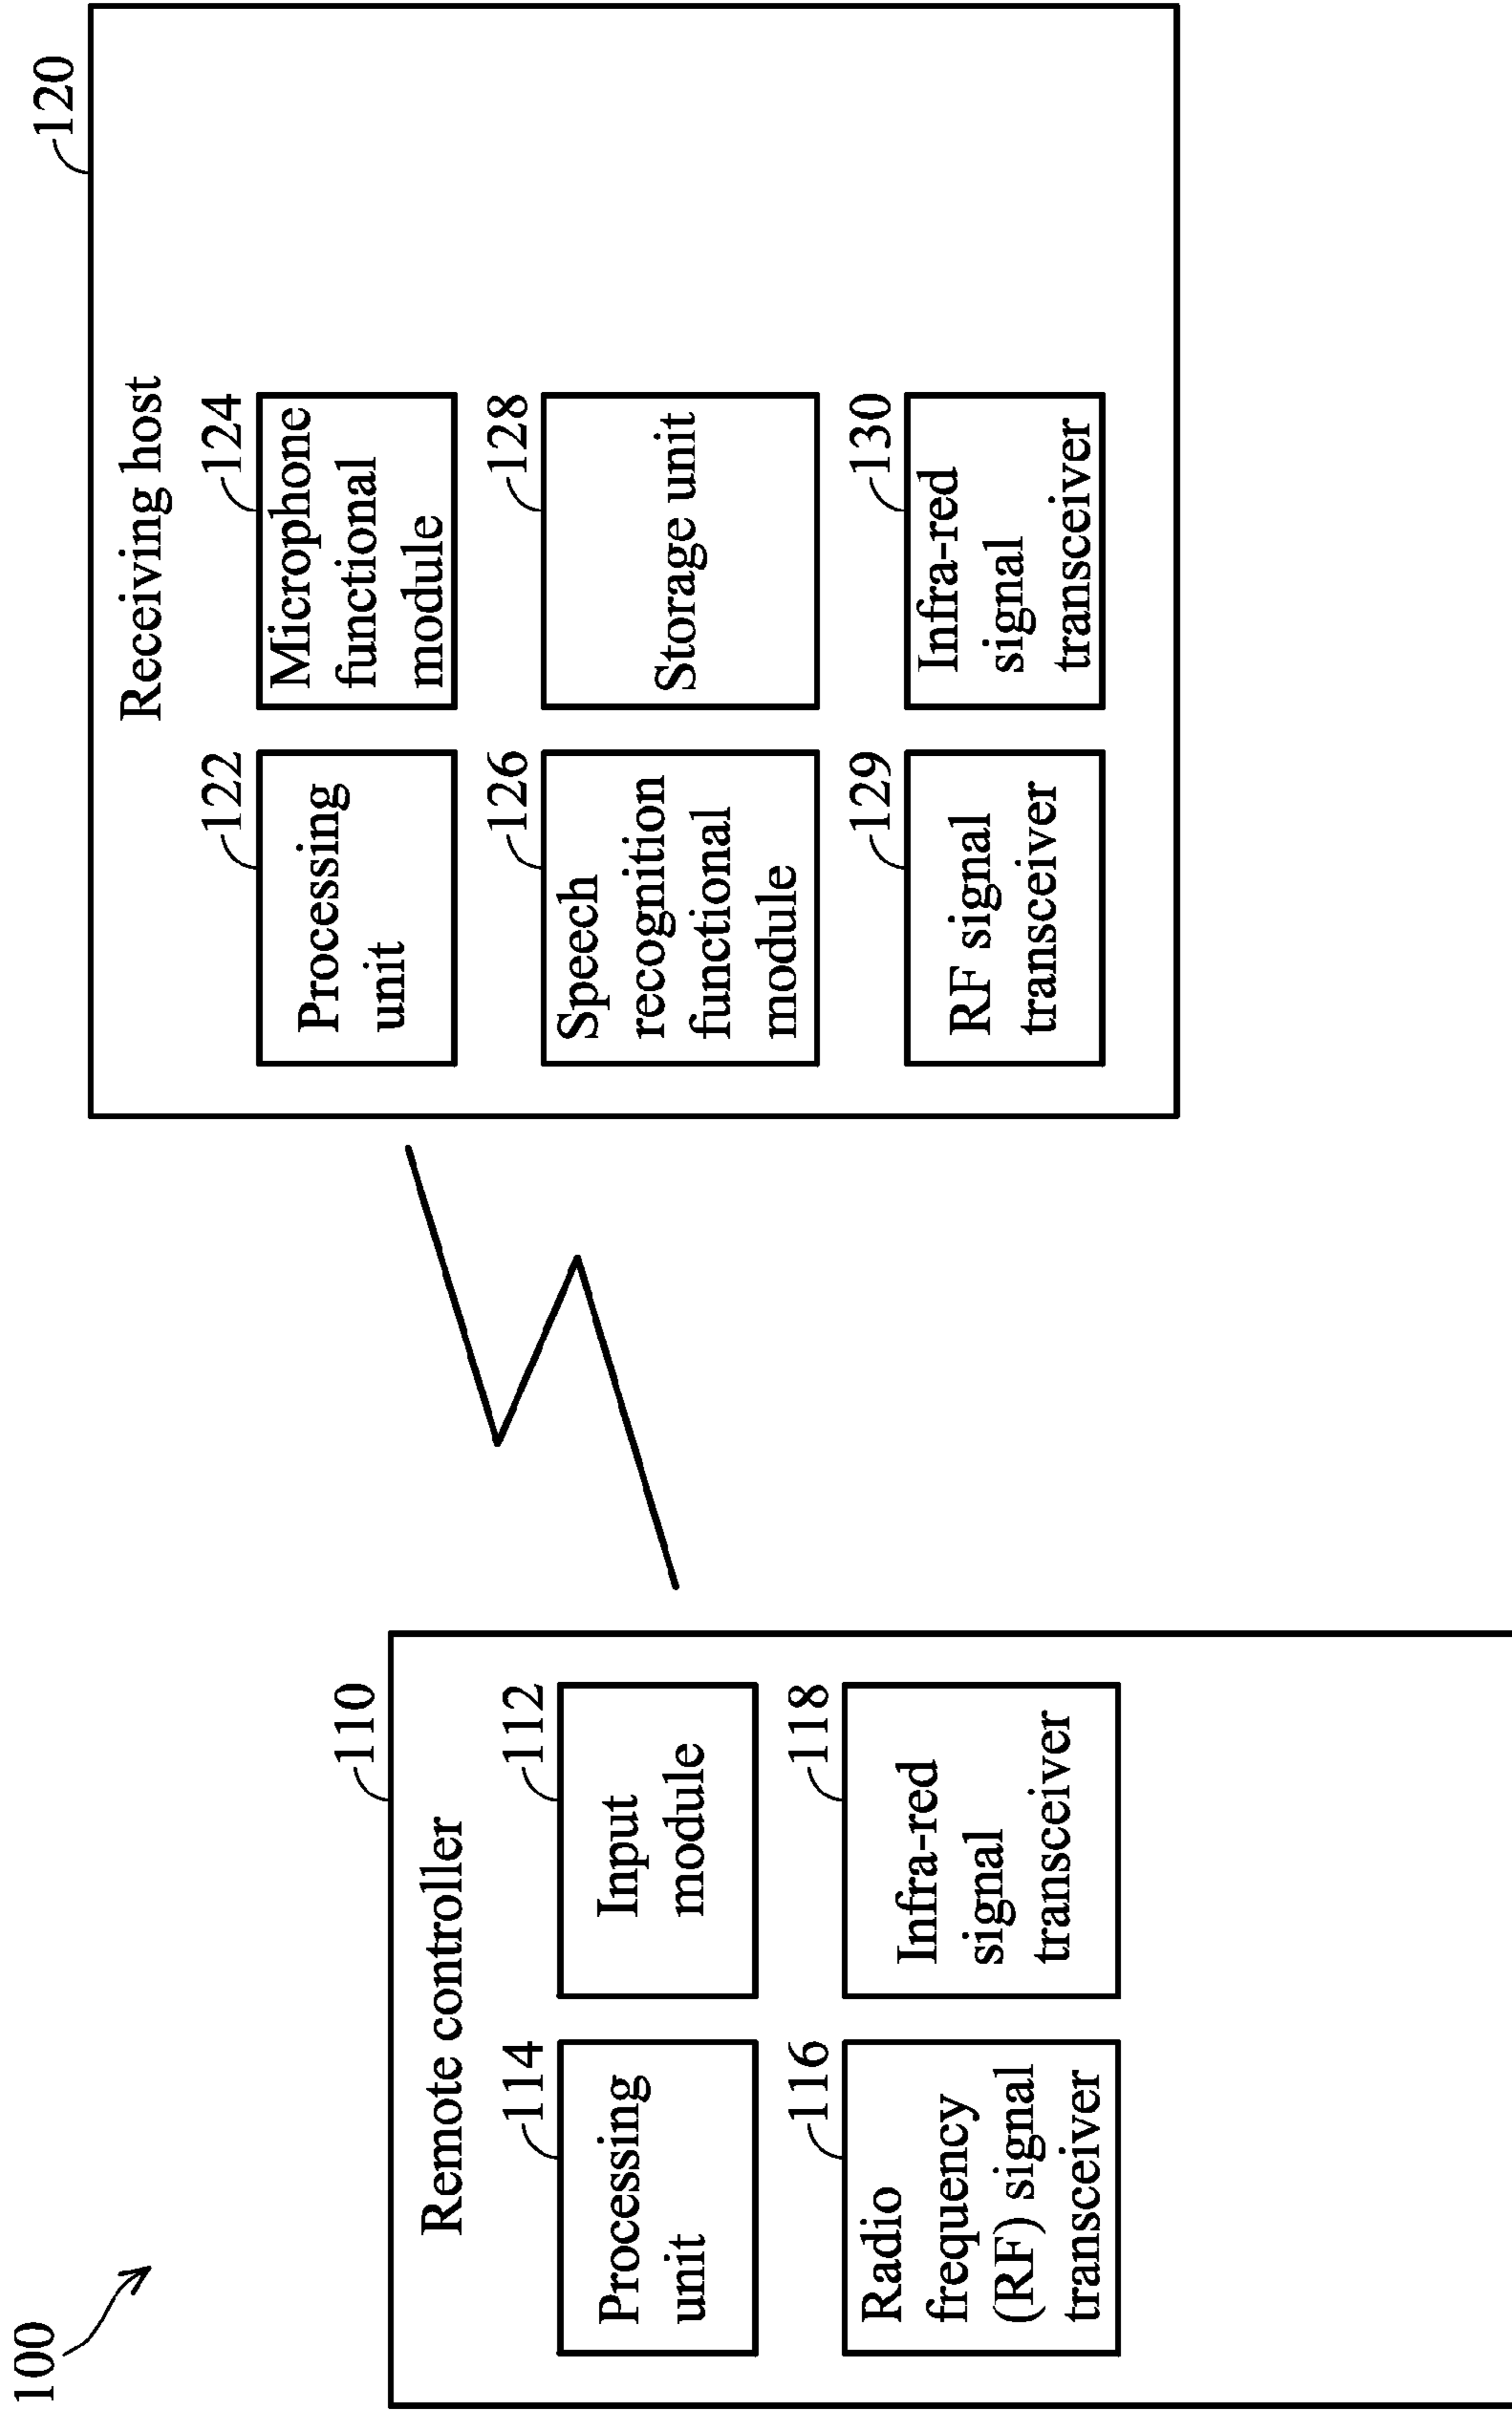 100
110
Remote controller
114
Processing
unit
112
Input
module
116
Radio
frequency
(RF) signal
transceiver
118
Infra-red
signal
transceiver
120
Receiving host
122
Processing
unit
124
Microphone
functional
module
126
Speech
recognition
functional
module
128
Storage unit
129
RF signal
transceiver
130
Infra-red
signal
transceiver